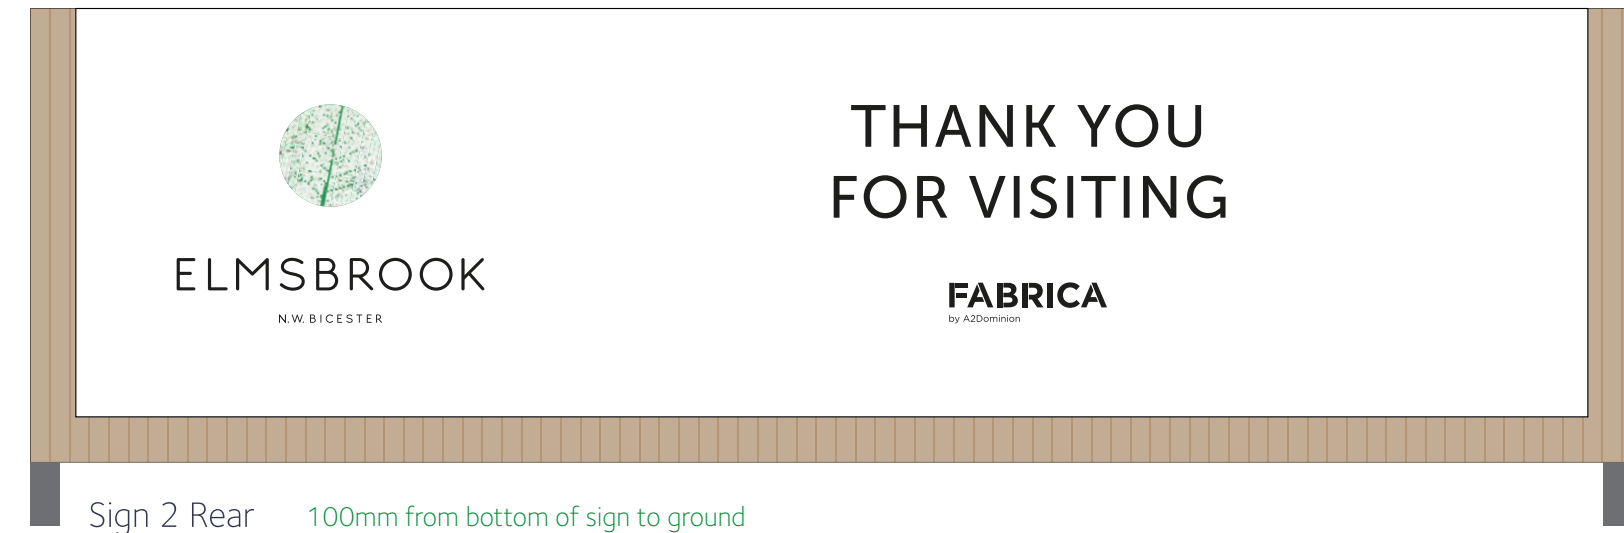 ELMSBROOK
N.W. BICESTER
THANK YOU
FOR VISITING
FABRICA
by A2Dominion
Sign 2 Rear
100mm from bottom of sign to ground